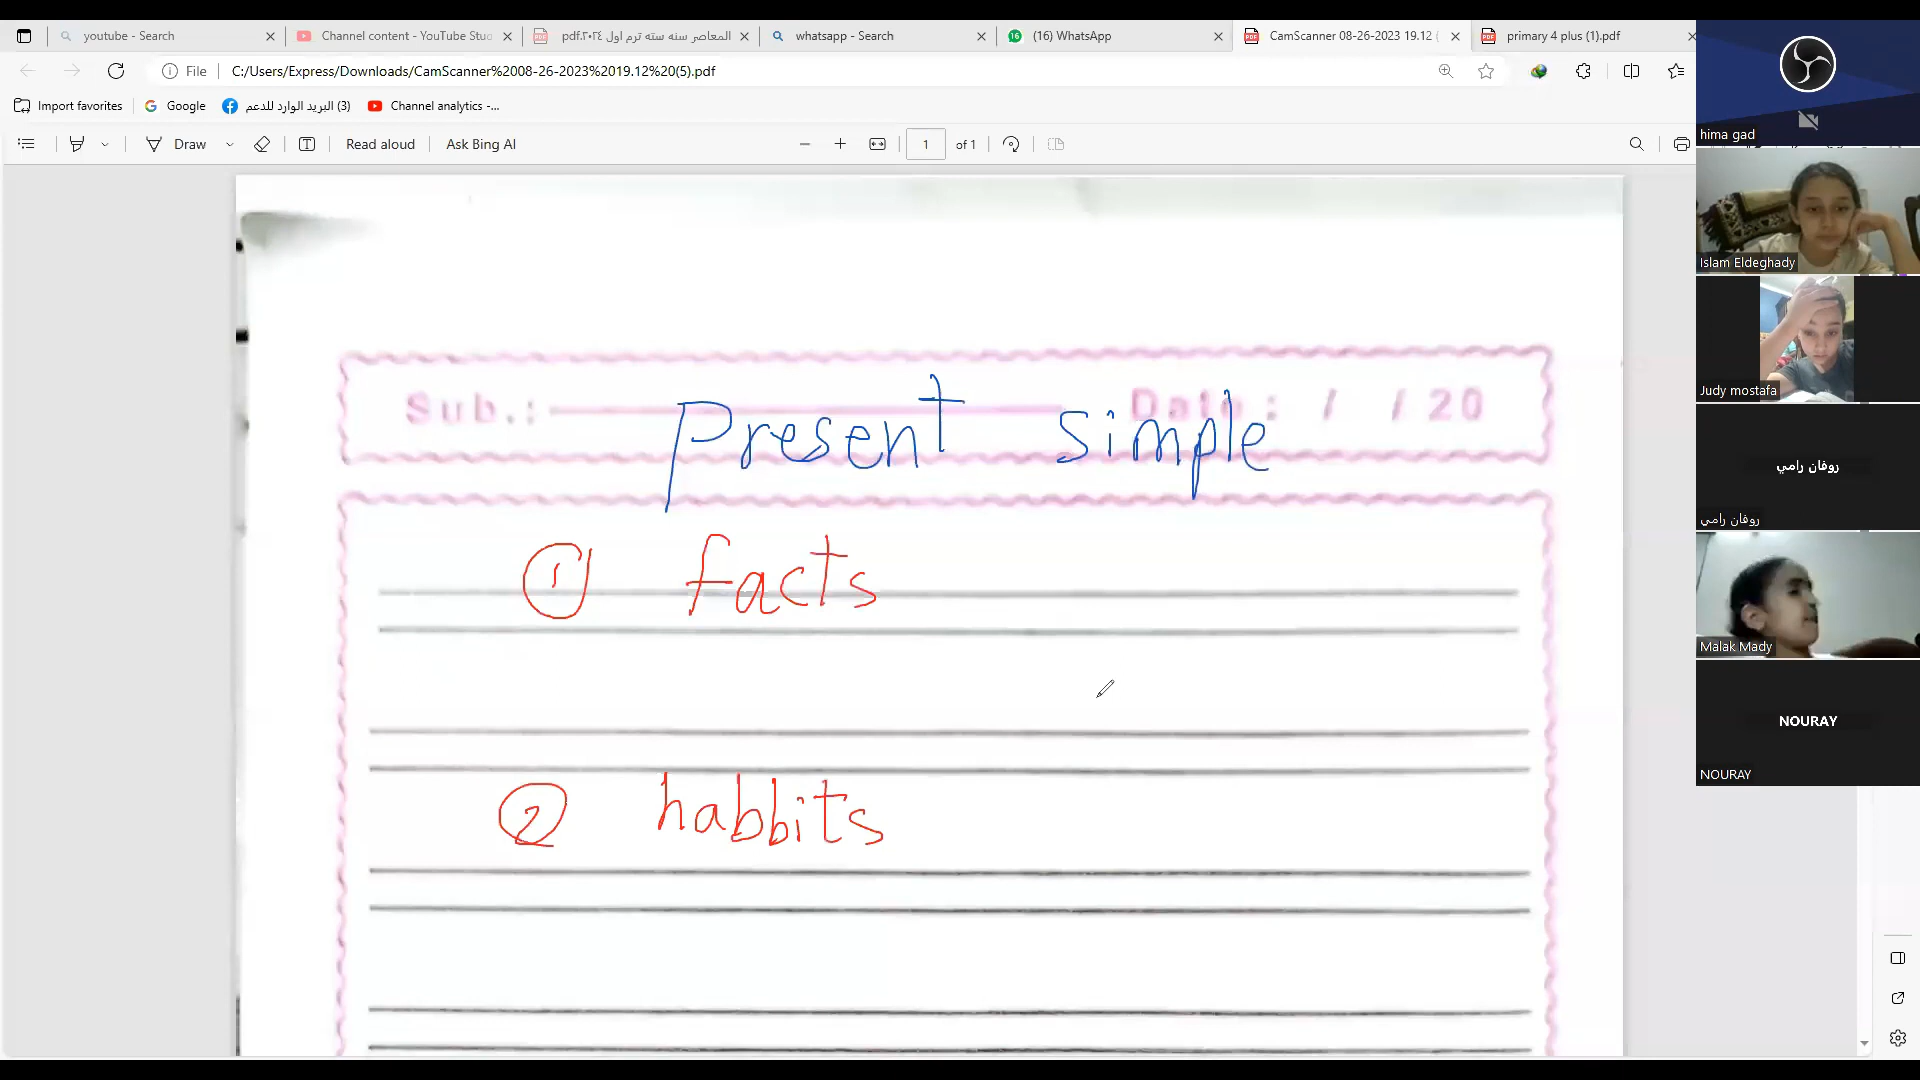 youtube - Search
Channel content - YouTube Stud
المعاصر سنه سته ترم اول ٢٠٢٤.pdf
whatsapp - Search
(16) WhatsApp
CamScanner 08-26-2023 19.12 (
primary 4 plus (1).pdf
File
C:/Users/Express/Downloads/CamScanner%2008-26-2023%2019.12%20(5).pdf
Import favorites
Google
(3) البريد الوارد للدعم
Channel analytics -...
Draw
Read aloud
Ask Bing AI
1
of 1
Sub.:
Date: / / 20
Present simple
1 facts
2 habbits
hima gad
Islam Eldeghady
Judy mostafa
روفان رامي
روفان رامي
Malak Mady
NOURAY
NOURAY